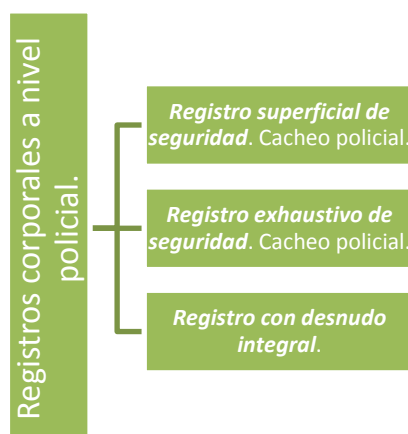 Registros corporales a nivel
policial.
Registro superficial de
seguridad. Cacheo policial.
Registro exhaustivo de
seguridad. Cacheo policial.
Registro con desnudo
integral.